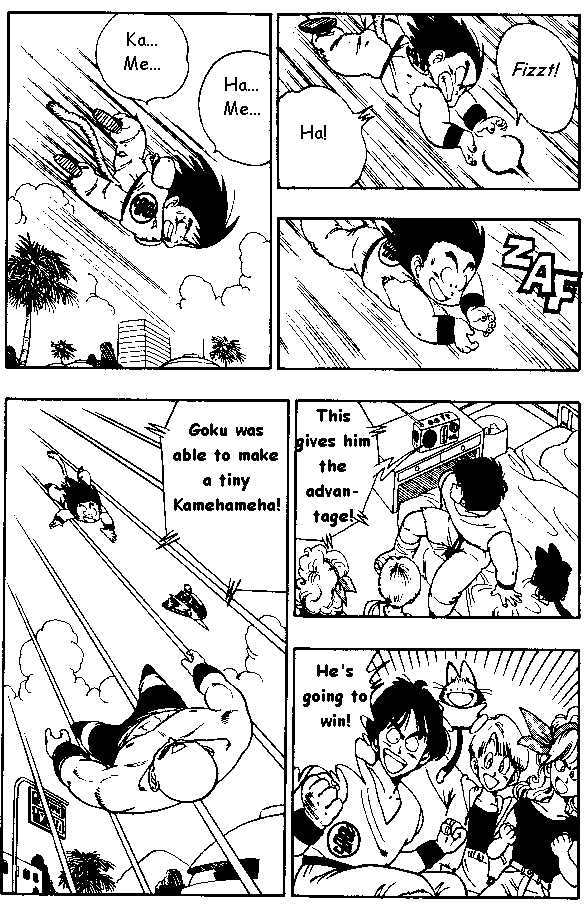 Ka...
Me...
Ha...
Me...
Ha!
Fizzt!
ZAF
Goku was
able to make
a tiny
Kamehameha!
This
gives him
the
advan-
tage!
He's
going to
win!